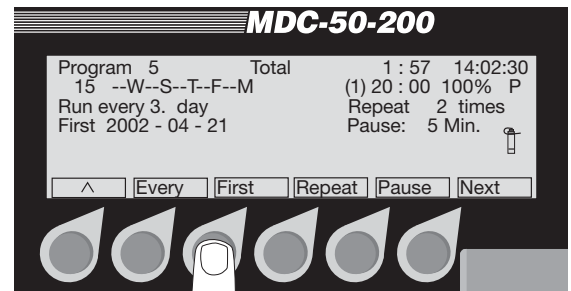 MDC-50-200
Program 5 Total 1 : 57 14:02:30
15 --W--S--T--F--M (1) 20 : 00 100% P
Run every 3. day Repeat 2 times
First 2002 - 04 - 21 Pause: 5 Min.
^ Every First Repeat Pause Next